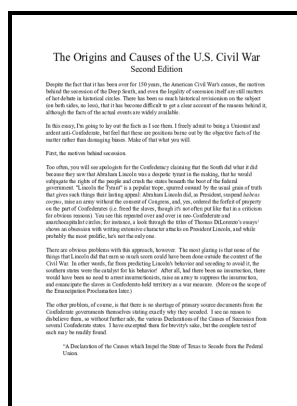 The Origins and Causes of the U.S. Civil War
Second Edition
Despite the fact that it has been over for 150 years, the American Civil War's causes, the motives
behind the secession of the Deep South, and even the legality of secession itself are still matters
of hot debate in historical circles. There has been so much historical revisionism on the subject
(on both sides, no less), that it has become difficult to get a clear account of the reasons behind it,
although the facts of the actual events are widely available.
In this essay, I'm going to lay out the facts as I see them. I freely admit to being a Unionist and
ardent anti-Confederate, but feel that these as positions borne out by the objective facts of the
matter rather than damaging biases. Make of that what you will.
First, the motives behind secession.
Too often, you will see apologists for the Confederacy claiming that the South did what it did
because they saw that Abraham Lincoln was a despotic tyrant in the making, that he would
subjugate the rights of the people and crush the states beneath the boot of the federal
government. "Lincoln the Tyrant" is a popular trope, spurred onward by the usual grain of truth
that gives such things their lasting appeal. Abraham Lincoln did, as President, suspend habeas
corpus, raise an army without the consent of Congress, and, yes, ordered the forfeit of property
on the part of Confederates (i.e. freed the slaves, though it's not often put like that in a criticism
for obvious reasons). You see this repeated over and over in neo-Confederate and
anarchocapitalist circles; for instance, a look through the titles of Thomas DiLorenzo's essays¹
shows an obsession with writing extensive character attacks on President Lincoln, and while
probably the most prolific, he's not the only one.
There are obvious problems with this approach, however. The most glaring is that none of the
things that Lincoln did that earn so much scorn could have been done outside the context of the
Civil War. In other words, far from predicting Lincoln's behavior and seceding to avoid it, the
southern states were the catalyst for his behavior! After all, had there been no insurrection, there
would have been no need to arrest insurrectionists, raise an army to suppress the insurrection,
and emancipate the slaves in Confederate-held territory as a war measure. (More on the scope of
the Emancipation Proclamation later.)
The other problem, of course, is that there is no shortage of primary source documents from the
Confederate governments themselves stating exactly why they seceded. I see no reason to
disbelieve them, so without further ado, the various Declarations of the Causes of Secession from
several Confederate states. I have excerpted them for brevity's sake, but the complete text of
each may be readily found.
"A Declaration of the Causes which Impel the State of Texas to Secede from the Federal
Union.